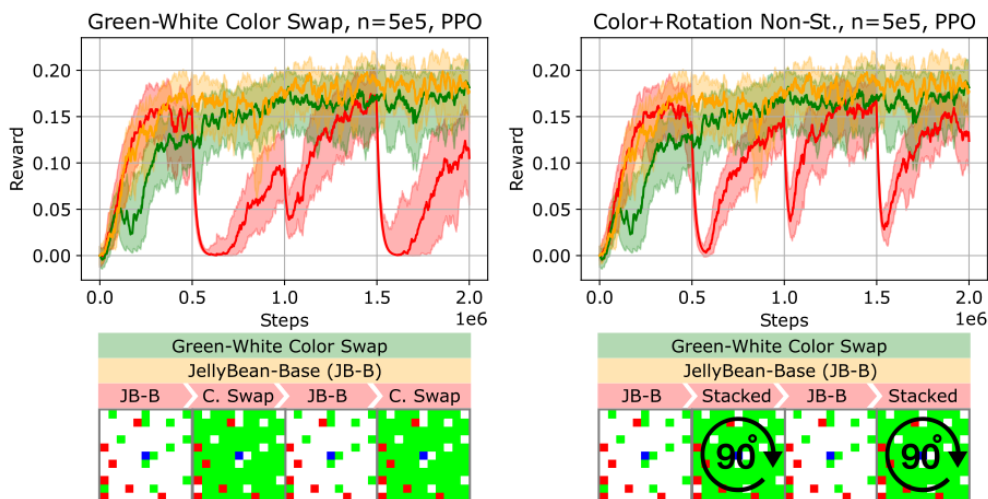 Green-White Color Swap, n=5e5, PPO
Reward
0.20
0.15
0.10
0.05
0.00
0.0
0.5
1.0
1.5
2.0
Steps
1e6
Green-White Color Swap
JellyBean-Base (JB-B)
JB-B
C. Swap
JB-B
C. Swap
Color+Rotation Non-St., n=5e5, PPO
Reward
0.20
0.15
0.10
0.05
0.00
0.0
0.5
1.0
1.5
2.0
Steps
1e6
Green-White Color Swap
JellyBean-Base (JB-B)
JB-B
Stacked
JB-B
Stacked
90°
90°